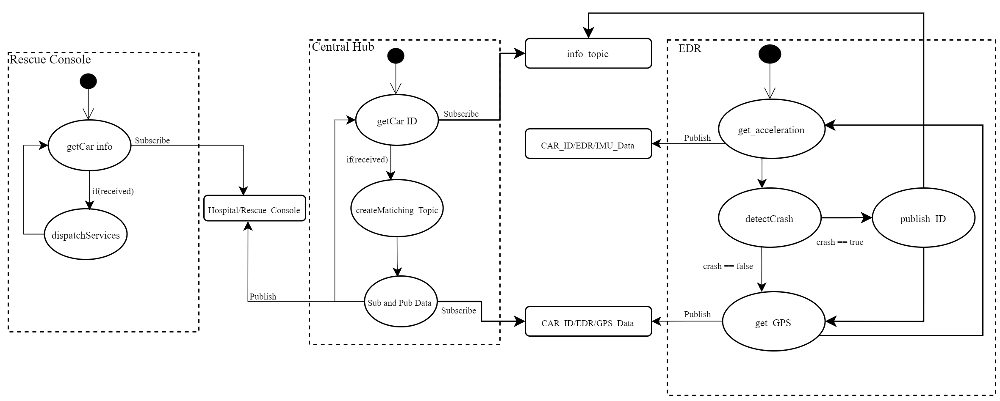 Rescue Console
getCar info
Subscribe
if(received)
dispatchServices
Hospital/Rescue_Console
Central Hub
getCar ID
Subscribe
if(received)
createMatiching_Topic
Sub and Pub Data
Publish
Subscribe
info_topic
CAR_ID/EDR/IMU_Data
CAR_ID/EDR/GPS_Data
EDR
get_acceleration
Publish
detectCrash
publish_ID
crash == true
crash == false
Publish
get_GPS